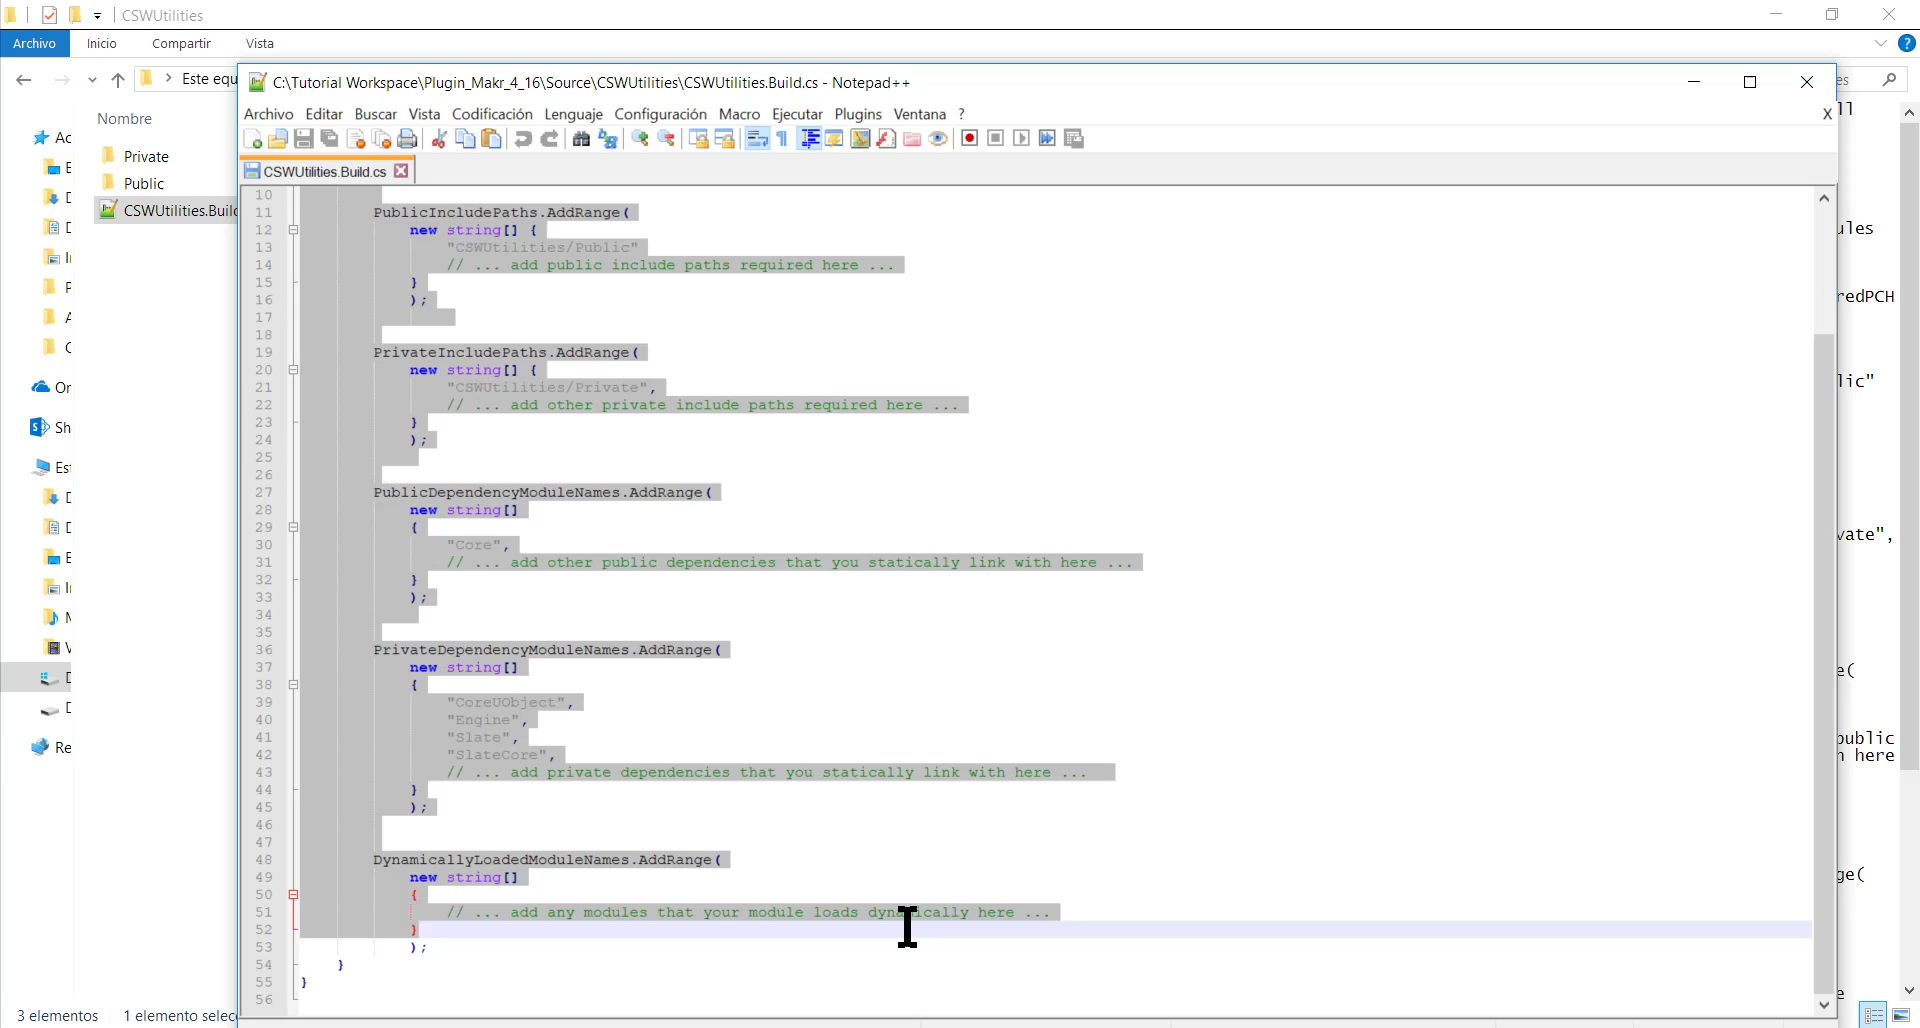 CSWUtilities
Archivo Inicio Compartir Vista
Este equ
C:\Tutorial Workspace\Plugin_Makr_4_16\Source\CSWUtilities\CSWUtilities.Build.cs - Notepad++
Archivo Editar Buscar Vista Codificación Lenguaje Configuración Macro Ejecutar Plugins Ventana ? X
CSWUtilities.Build.cs
Nombre
Private
Public
CSWUtilities.Build
Ac
E
D
D
I
P
A
C
Or
Sh
Est
D
D
E
I
M
V
D
D
Re
10
11 PublicIncludePaths.AddRange(
12 new string[] {
13 "CSWUtilities/Public"
14 // ... add public include paths required here ...
15 }
16 );
17
18
19 PrivateIncludePaths.AddRange(
20 new string[] {
21 "CSWUtilities/Private",
22 // ... add other private include paths required here ...
23 }
24 );
25
26
27 PublicDependencyModuleNames.AddRange(
28 new string[]
29 {
30 "Core",
31 // ... add other public dependencies that you statically link with here ...
32 }
33 );
34
35
36 PrivateDependencyModuleNames.AddRange(
37 new string[]
38 {
39 "CoreUObject",
40 "Engine",
41 "Slate",
42 "SlateCore",
43 // ... add private dependencies that you statically link with here ...
44 }
45 );
46
47
48 DynamicallyLoadedModuleNames.AddRange(
49 new string[]
50 {
51 // ... add any modules that your module loads dynamically here ...
52 }
53 );
54 }
55 }
56
es
ll
ules
redPCH
lic"
vate",
e(
public
n here
ge(
e
3 elementos 1 elemento selec